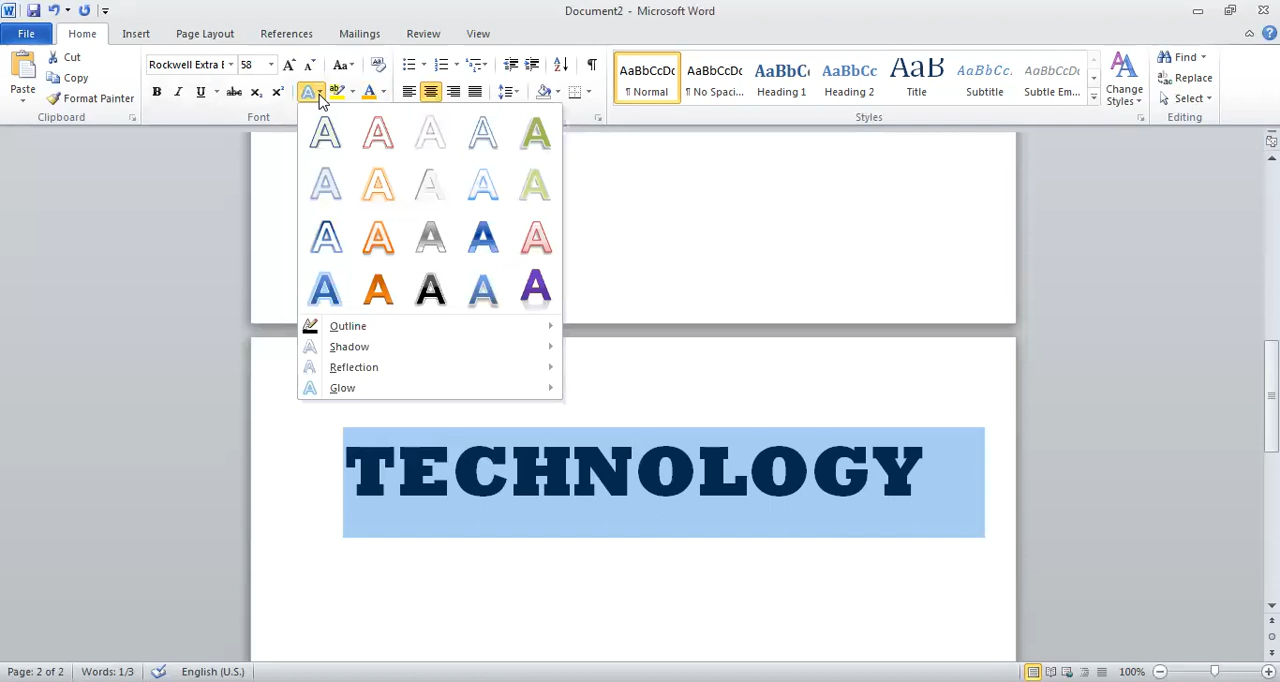 Document2 - Microsoft Word
File Home Insert Page Layout References Mailings Review View
Paste
Cut
Copy
Format Painter
Clipboard
Rockwell Extra E 58
Font
AaBbCcDc
¶ Normal
AaBbCcDc
¶ No Spaci...
AaBbC
Heading 1
AaBbCc
Heading 2
AaB
Title
AaBbCc.
Subtitle
AaBbCcDc
Subtle Em...
Change
Styles
Styles
Find
Replace
Select
Editing
Outline
Shadow
Reflection
Glow
TECHNOLOGY
Page: 2 of 2 Words: 1/3 English (U.S.) 100%